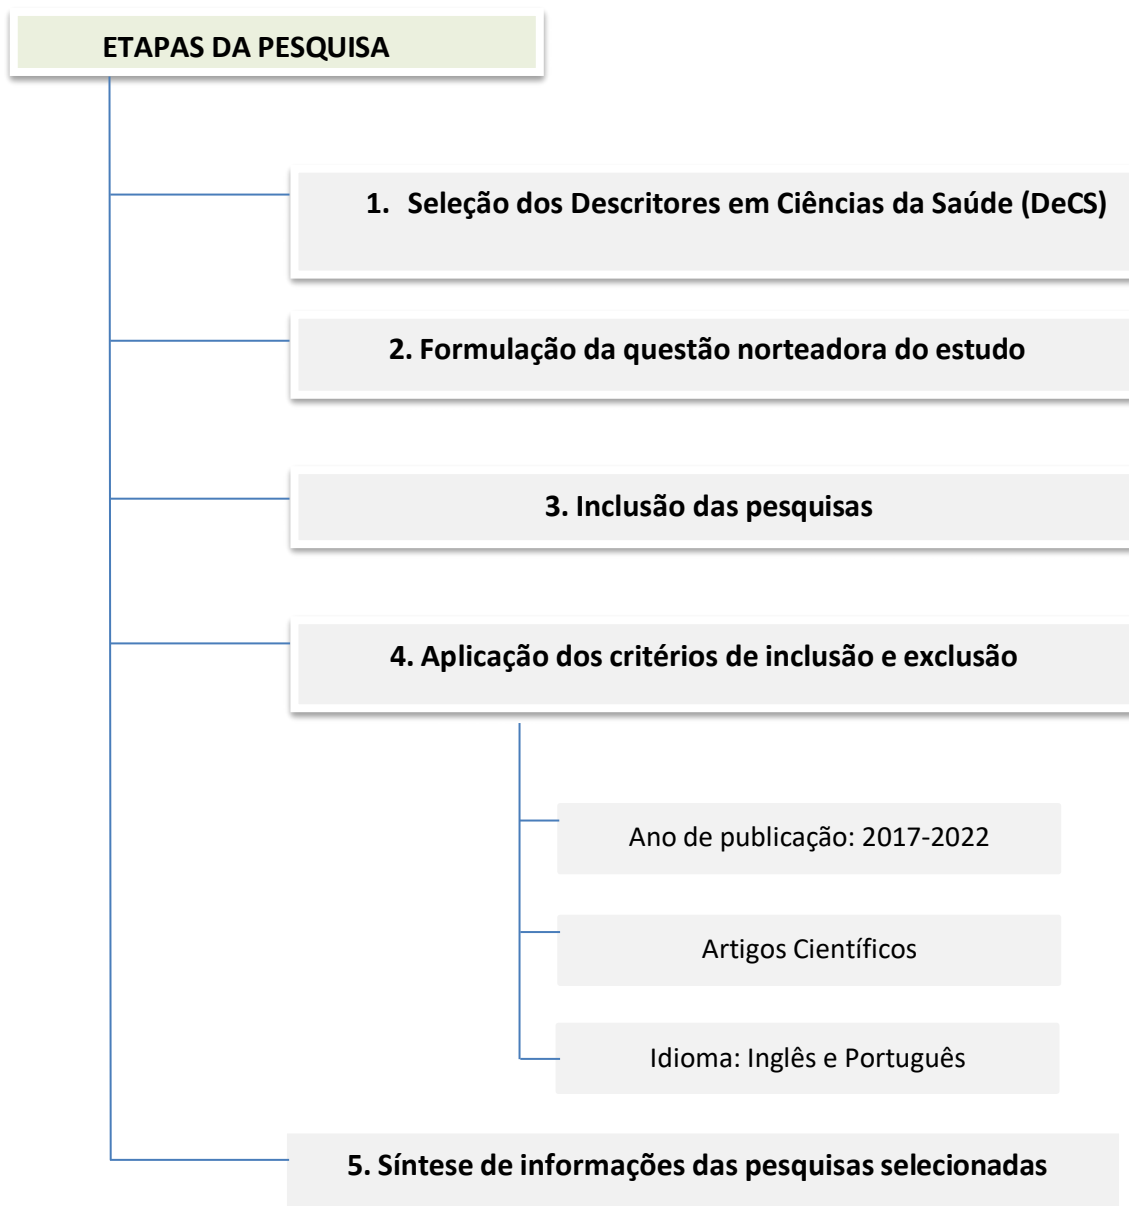 ETAPAS DA PESQUISA
1. Seleção dos Descritores em Ciências da Saúde (DeCS)
2. Formulação da questão norteadora do estudo
3. Inclusão das pesquisas
4. Aplicação dos critérios de inclusão e exclusão
Ano de publicação: 2017-2022
Artigos Científicos
Idioma: Inglês e Português
5. Síntese de informações das pesquisas selecionadas